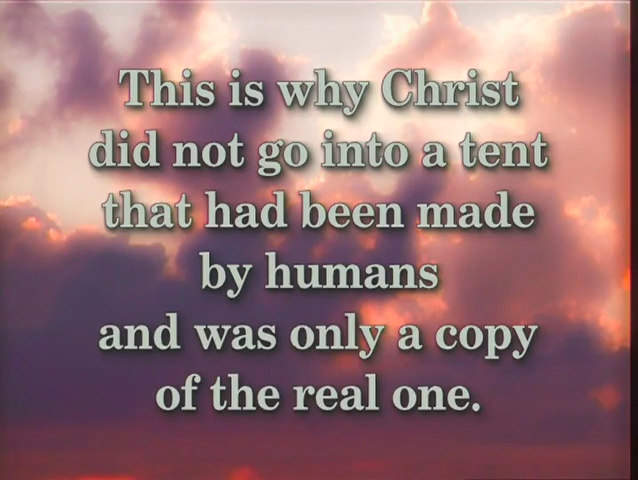 This is why Christ
did not go into a tent
that had been made
by humans
and was only a copy
of the real one.